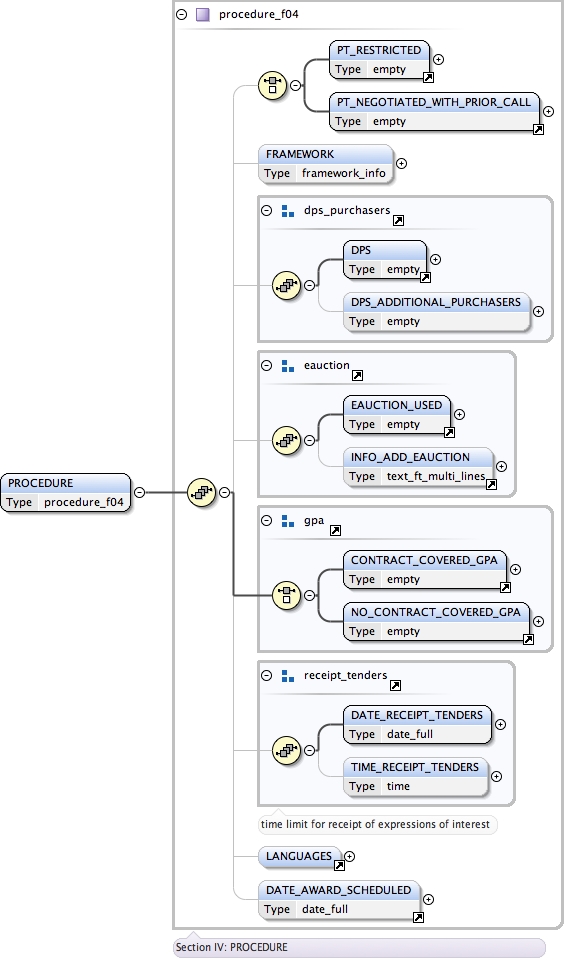 procedure_f04
PT_RESTRICTED
Type empty
PT_NEGOTIATED_WITH_PRIOR_CALL
Type empty
FRAMEWORK
Type framework_info
dps_purchasers
DPS
Type empty
DPS_ADDITIONAL_PURCHASERS
Type empty
eauction
EAUCTION_USED
Type empty
INFO_ADD_EAUCTION
Type text_ft_multi_lines
PROCEDURE
Type procedure_f04
gpa
CONTRACT_COVERED_GPA
Type empty
NO_CONTRACT_COVERED_GPA
Type empty
receipt_tenders
DATE_RECEIPT_TENDERS
Type date_full
TIME_RECEIPT_TENDERS
Type time
time limit for receipt of expressions of interest
LANGUAGES
DATE_AWARD_SCHEDULED
Type date_full
Section IV: PROCEDURE